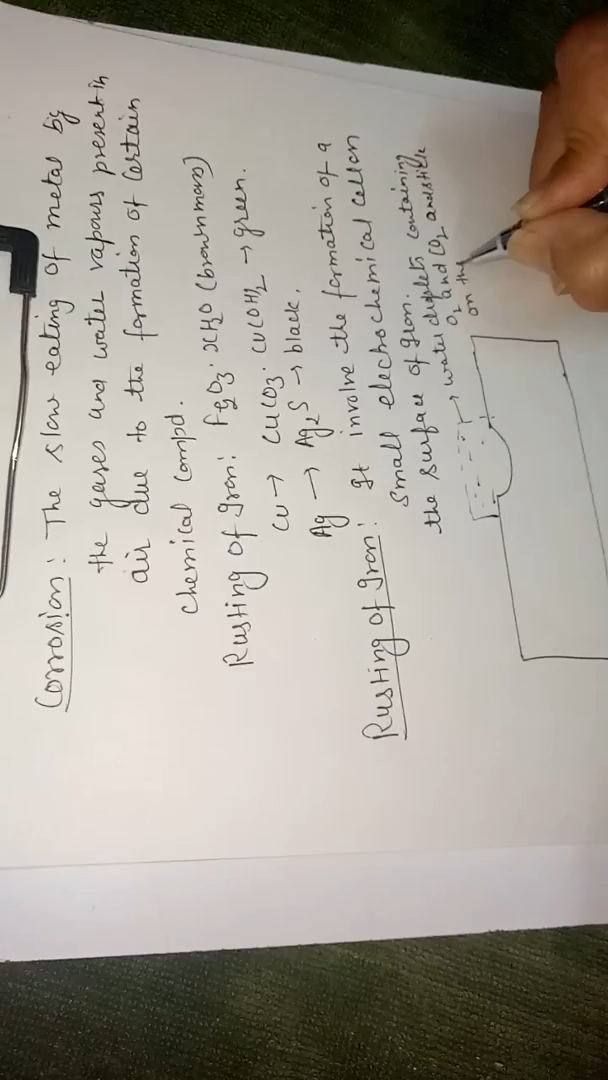 Corrosion: The slow eating of metal by
the gases and water vapours present in
air due to the formation of Certain
chemical compd.
Rusting of Iron: Fe2O3. XH2O (brown mass)
Cu → CuCO3. Cu(OH)2 → green.
Ag → Ag2S → black.
Rusting of Iron: It involve the formation of a
Small electrochemical cell on
the surface of Iron.
→ water droplets containing
O2 and CO2 and stick
on the